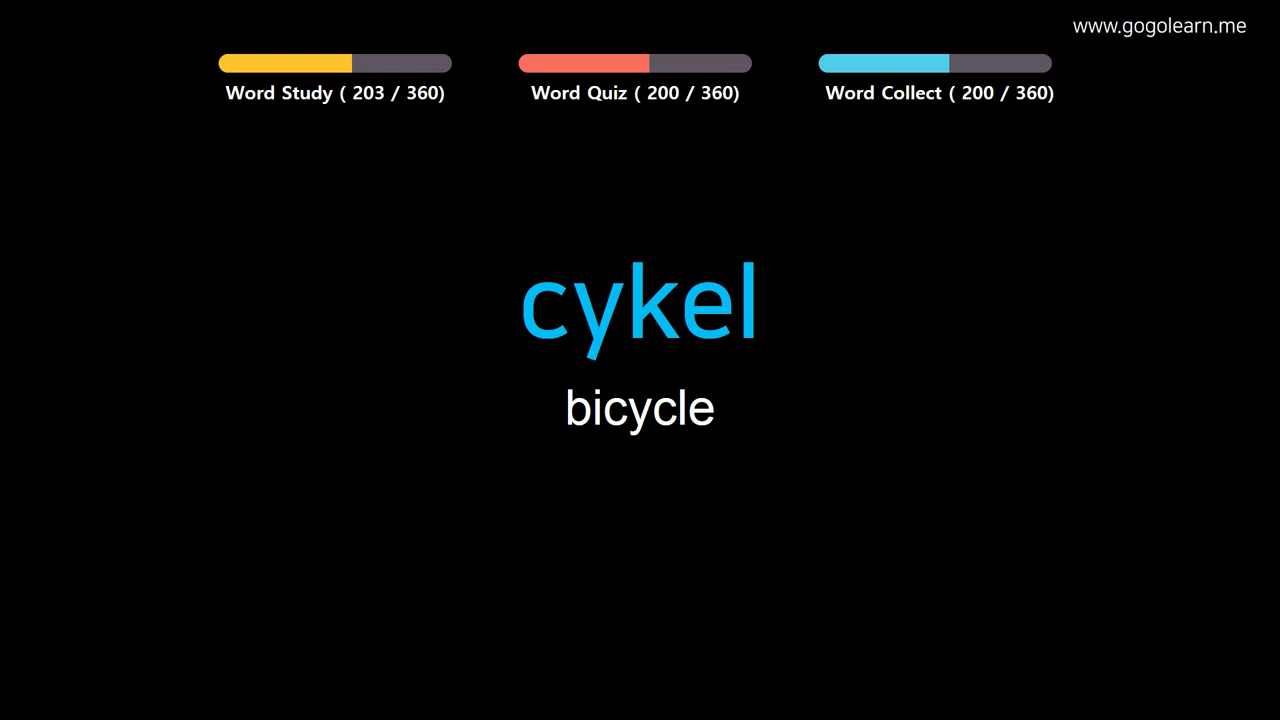 www.gogolearn.me
Word Study ( 203 / 360)
Word Quiz ( 200 / 360)
Word Collect ( 200 / 360)
cykel
bicycle